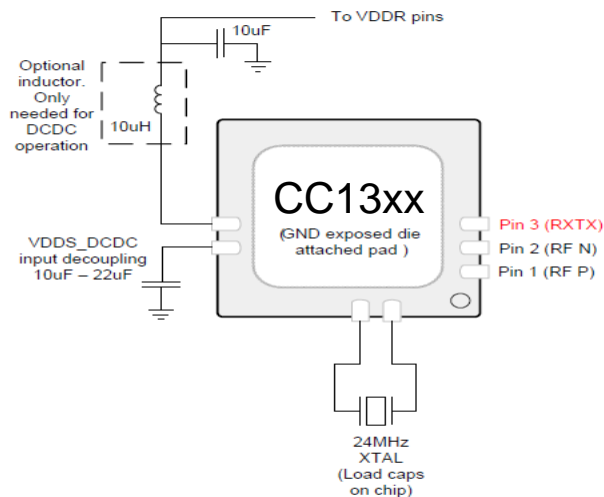 To VDDR pins
10uF
Optional
inductor.
Only
needed for
DCDC
operation
10uH
CC13xx
(GND exposed die
attached pad )
Pin 3 (RXTX)
Pin 2 (RF N)
Pin 1 (RF P)
VDDS_DCDC
input decoupling
10uF – 22uF
24MHz
XTAL
(Load caps
on chip)